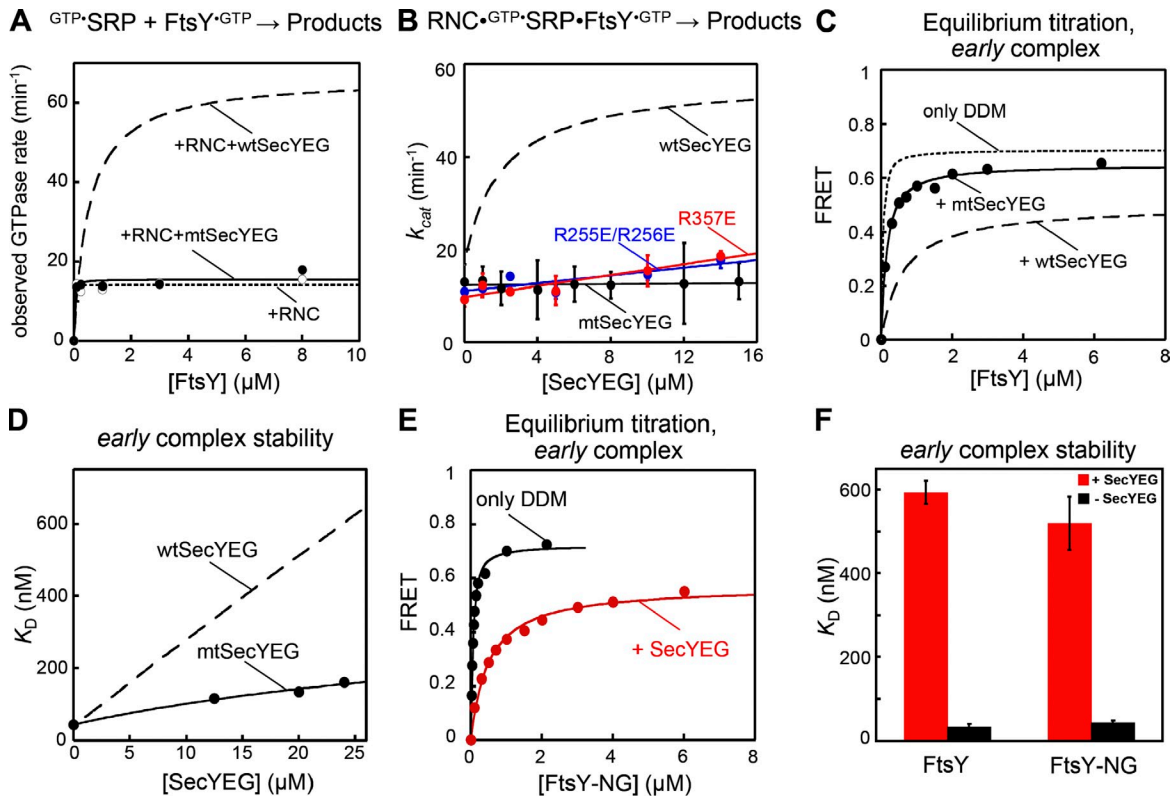 A GTP•SRP + FtsY•GTP → Products
observed GTPase rate (min-1)
60
40
20
0
+RNC+wtSecYEG
+RNC+mtSecYEG
+RNC
0 2 4 6 8 10
[FtsY] (µM)
B RNC•GTP•SRP•FtsY•GTP → Products
kcat (min-1)
60
40
20
0
wtSecYEG
R357E
R255E/R256E
mtSecYEG
0 4 8 12 16
[SecYEG] (µM)
C Equilibrium titration,
early complex
FRET
1
0.8
0.6
0.4
0.2
0
only DDM
+ mtSecYEG
+ wtSecYEG
0 2 4 6 8
[FtsY] (µM)
D early complex stability
KD (nM)
600
400
200
0
wtSecYEG
mtSecYEG
0 5 10 15 20 25
[SecYEG] (µM)
E Equilibrium titration,
early complex
FRET
1
0.8
0.6
0.4
0.2
0
only DDM
+ SecYEG
0 2 4 6 8
[FtsY-NG] (µM)
F early complex stability
KD (nM)
600
400
200
0
+ SecYEG
- SecYEG
FtsY FtsY-NG